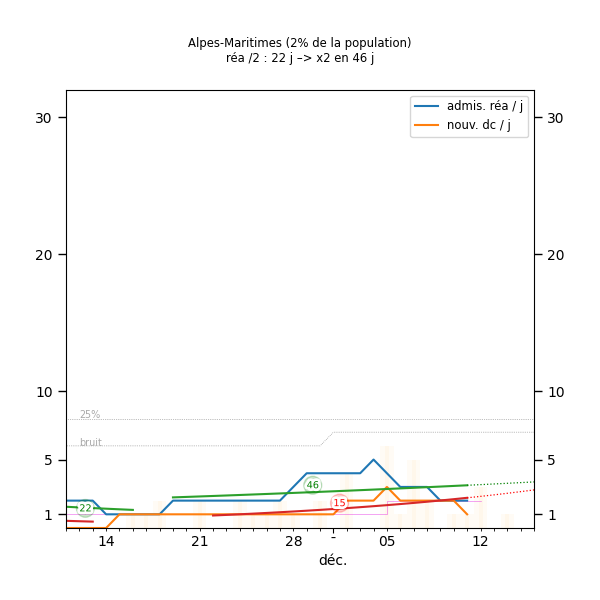 Alpes-Maritimes (2% de la population)
réa /2 : 22 j –> x2 en 46 j
admis. réa / j
nouv. dc / j
30 30
20 20
10 10
25%
bruit
5 5
46
22
15
1 1
14 21 28 - 05 12
déc.